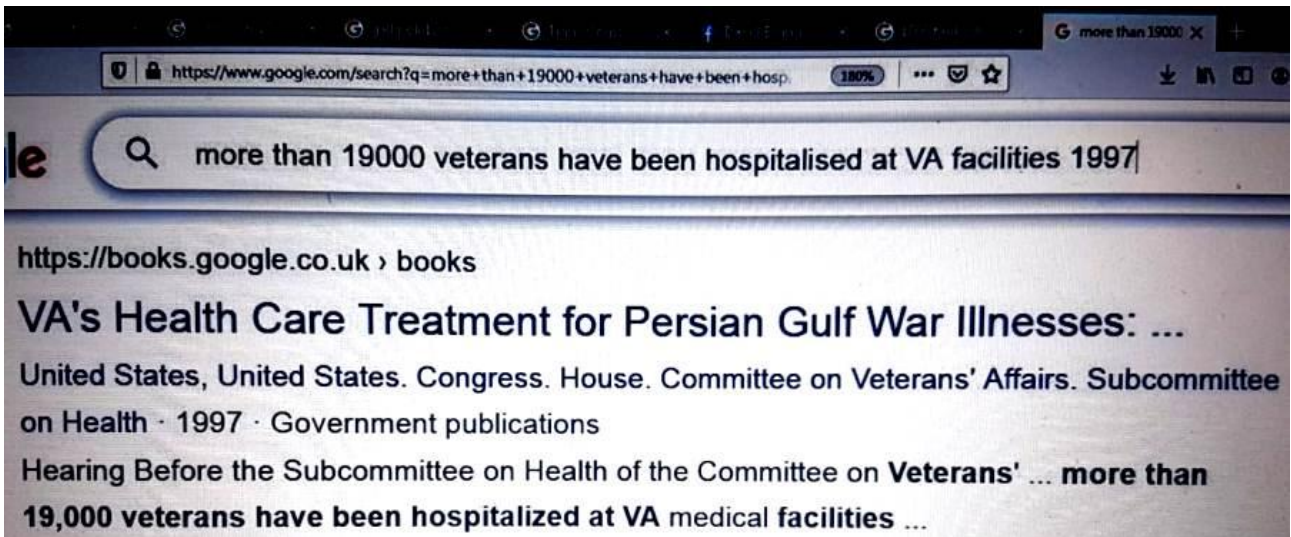 more than 19000
https://www.google.com/search?q=more+than+19000+veterans+have+been+hosp.
180%
le
more than 19000 veterans have been hospitalised at VA facilities 1997
https://books.google.co.uk › books
VA's Health Care Treatment for Persian Gulf War Illnesses: ...
United States, United States. Congress. House. Committee on Veterans' Affairs. Subcommittee
on Health · 1997 · Government publications
Hearing Before the Subcommittee on Health of the Committee on Veterans' ... more than
19,000 veterans have been hospitalized at VA medical facilities ...